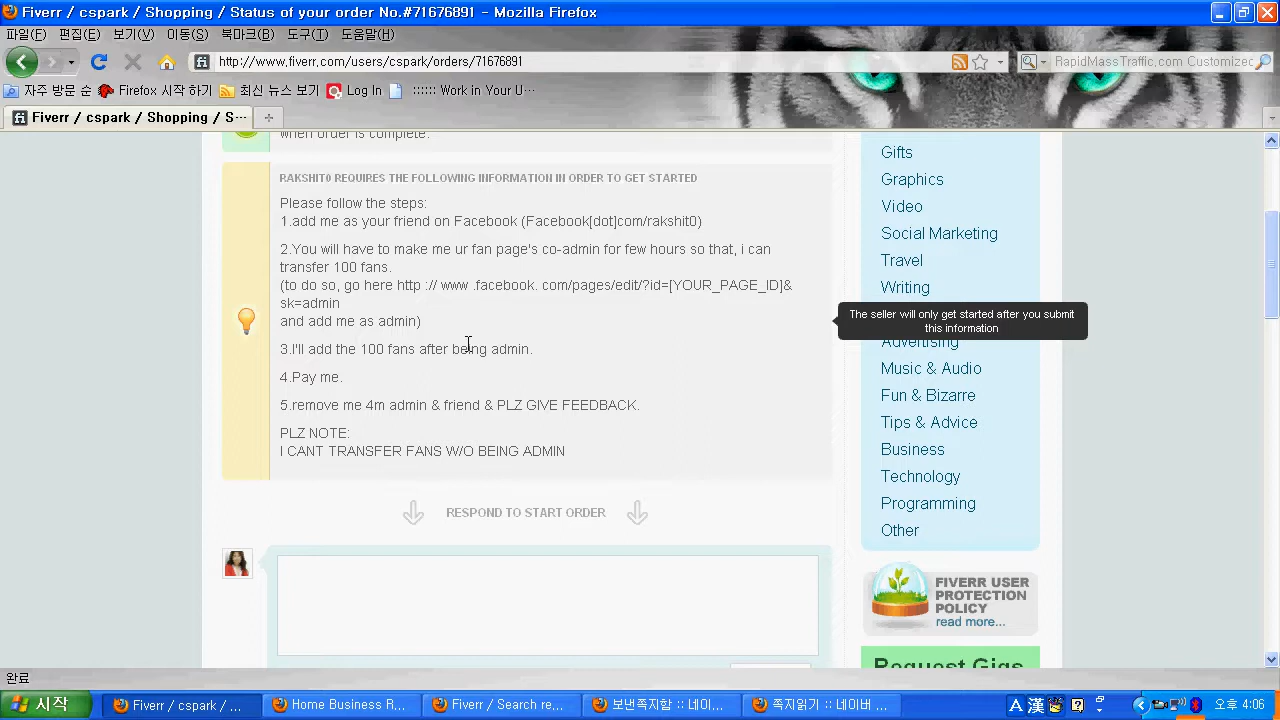 Fiverr / cspark / Shopping / Status of your order No.#71676891 - Mozilla Firefox
파일(F) 편집(E) 보기(V) 이동(S) 북마크(B) 도구(T) 도움말(H)
http://www.fiverr.com/users/cspark/orders/71676891
RapidMassTraffic.com Customized
자주 방문 순 Firefox 시작 하기 최신 뉴스 보기 Log In :::::: Work in Your O···
Fiverr / cspark / Shopping / S···
when order is complete.
RAKSHIT0 REQUIRES THE FOLLOWING INFORMATION IN ORDER TO GET STARTED
Please follow the steps:
1.add me as your friend on Facebook (Facebook[dot]com/rakshit0)
2.You will have to make me ur fan page's co-admin for few hours so that, i can
transfer 100 fans.
(to do so, go here http :// www .facebook. com/pages/edit/?id=[YOUR_PAGE_ID]&
sk=admin
and add me as admin)
3.I'll add the 100 fans after being admin.
4.Pay me.
5.remove me 4m admin & friend & PLZ GIVE FEEDBACK.
PLZ NOTE:
I CANT TRANSFER FANS W/O BEING ADMIN
RESPOND TO START ORDER
Gifts
Graphics
Video
Social Marketing
Travel
Writing
The seller will only get started after you submit
this information
Advertising
Music & Audio
Fun & Bizarre
Tips & Advice
Business
Technology
Programming
Other
FIVERR USER
PROTECTION
POLICY
read more...
Request Gigs
완료
시작
Fiverr / cspark / ...
Home Business R...
Fiverr / Search re...
보낸쪽지함 :: 네이...
쪽지읽기 :: 네이버 ...
A 漢
오후 4:06